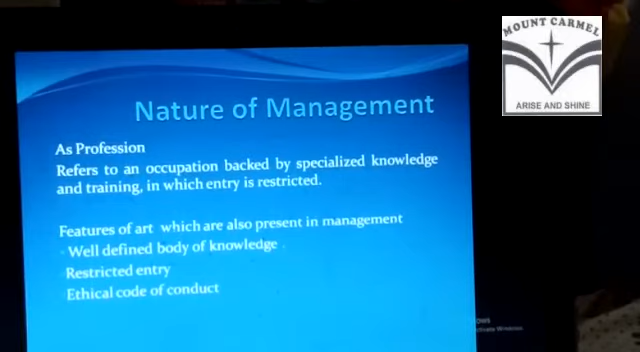 MOUNT CARMEL
ARISE AND SHINE
Nature of Management
As Profession
Refers to an occupation backed by specialized knowledge
and training, in which entry is restricted.
Features of art which are also present in management
Well defined body of knowledge
Restricted entry
Ethical code of conduct
Windows